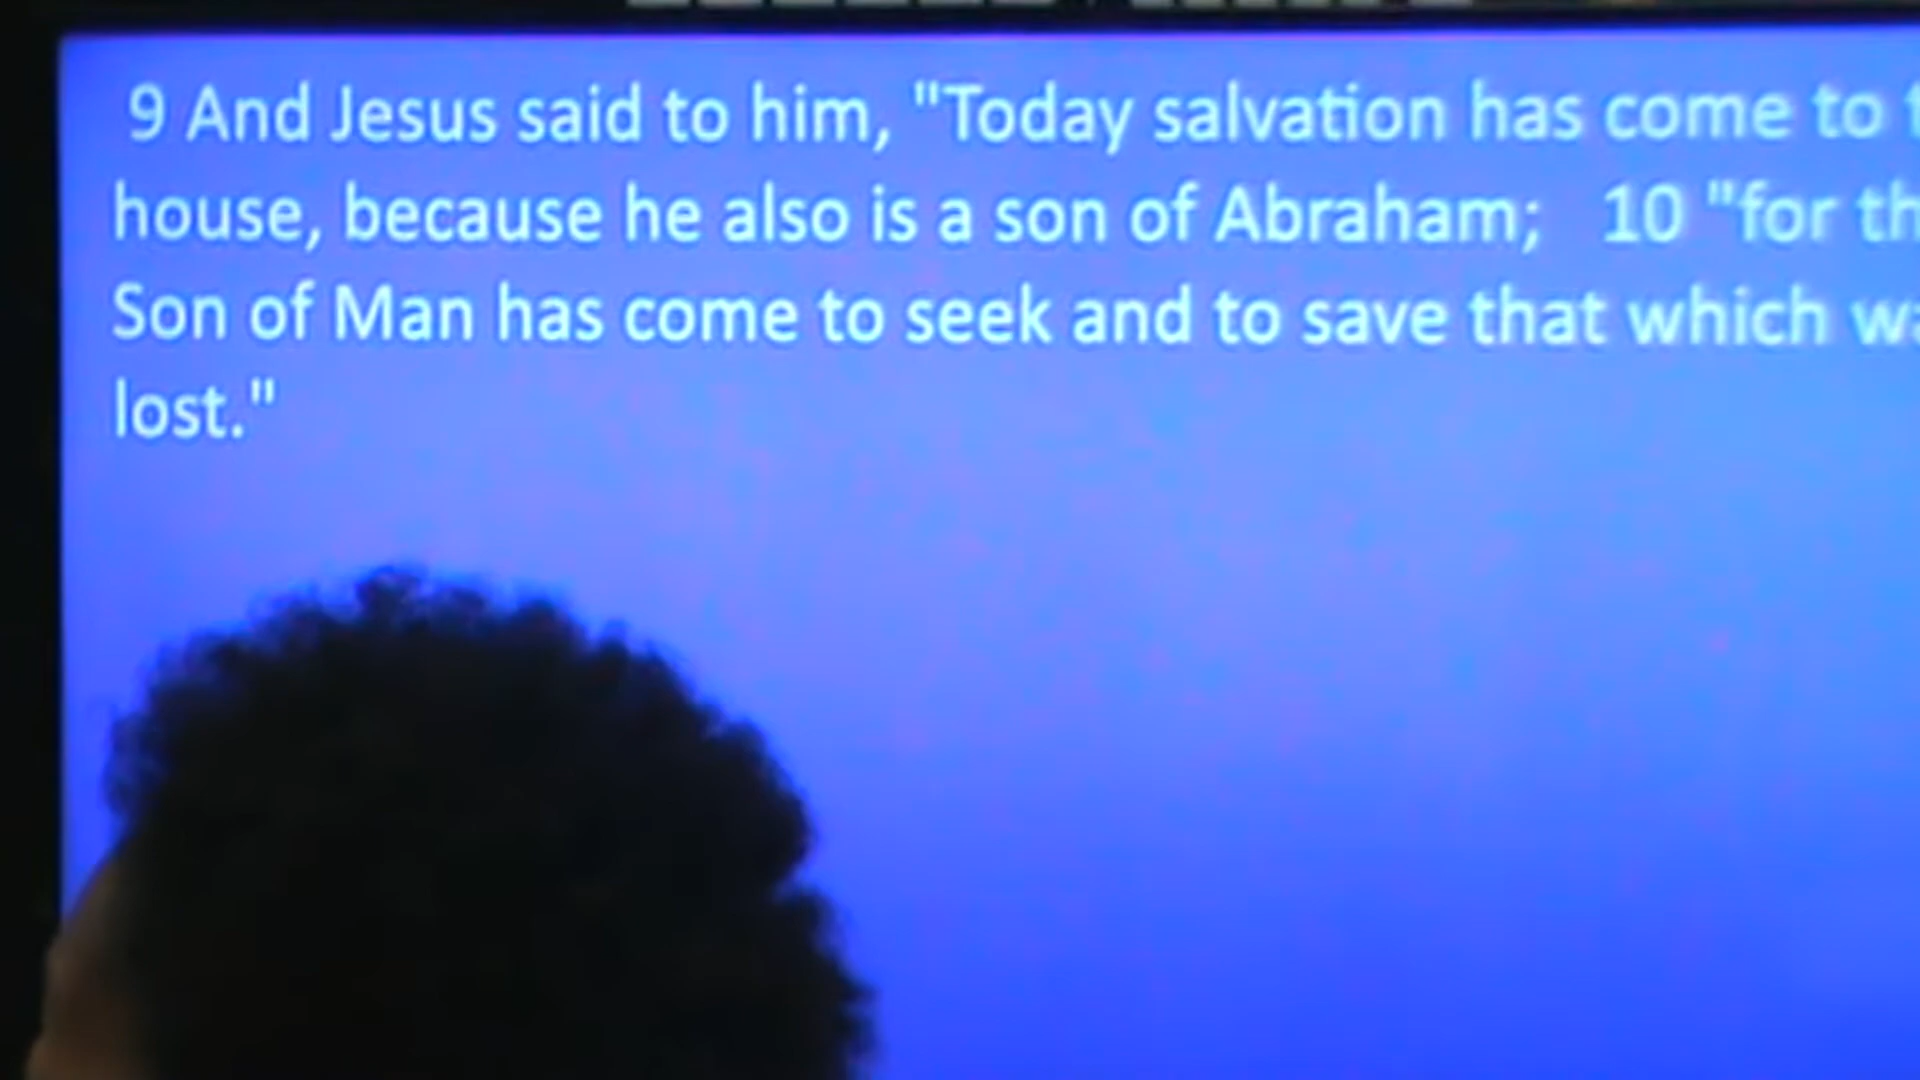 9 And Jesus said to him, "Today salvation has come to
house, because he also is a son of Abraham; 10 "for
Son of Man has come to seek and to save that which
lost."